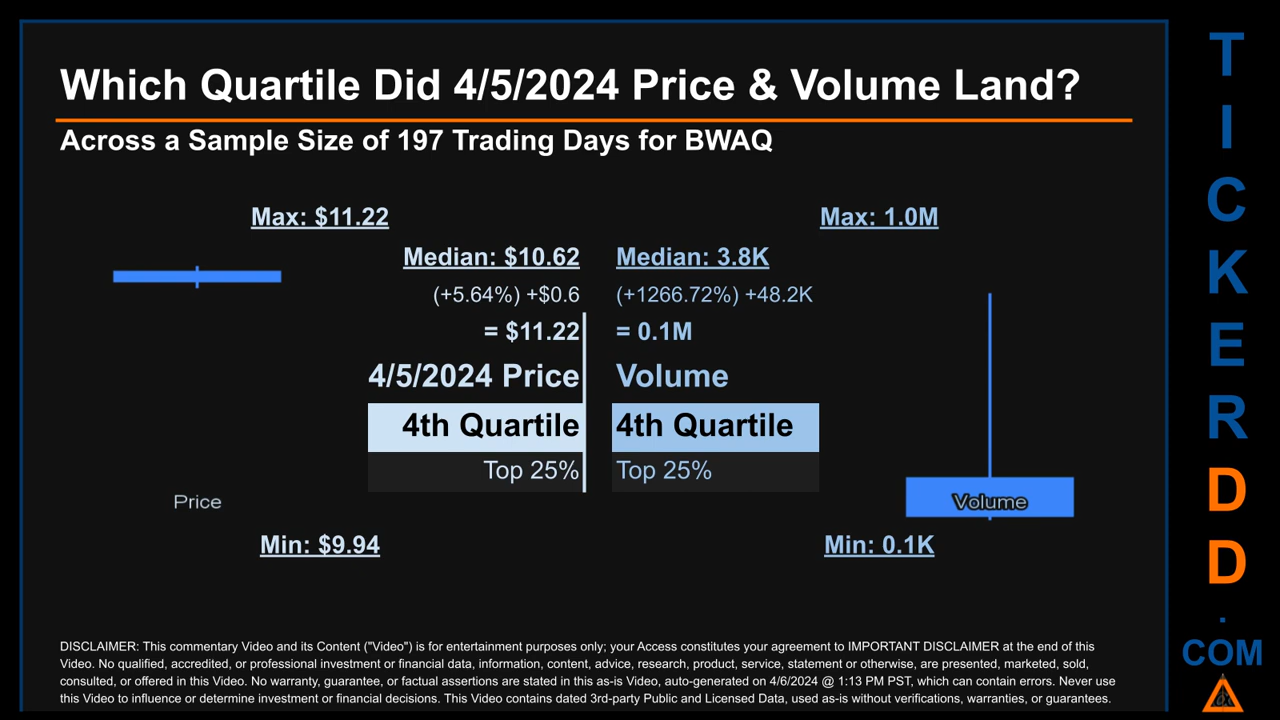 Which Quartile Did 4/5/2024 Price & Volume Land?
Across a Sample Size of 197 Trading Days for BWAQ
Max: $11.22
Median: $10.62
(+5.64%) +$0.6
= $11.22
4/5/2024 Price
4th Quartile
Top 25%
Price
Min: $9.94
Max: 1.0M
Median: 3.8K
(+1266.72%) +48.2K
= 0.1M
Volume
4th Quartile
Top 25%
Volume
Min: 0.1K
DISCLAIMER: This commentary Video and its Content ("Video") is for entertainment purposes only; your Access constitutes your agreement to IMPORTANT DISCLAIMER at the end of this
Video. No qualified, accredited, or professional investment or financial data, information, content, advice, research, product, service, statement or otherwise, are presented, marketed, sold,
consulted, or offered in this Video. No warranty, guarantee, or factual assertions are stated in this as-is Video, auto-generated on 4/6/2024 @ 1:13 PM PST, which can contain errors. Never use
this Video to influence or determine investment or financial decisions. This Video contains dated 3rd-party Public and Licensed Data, used as-is without verifications, warranties, or guarantees.
T
I
C
K
E
R
D
D
.
COM